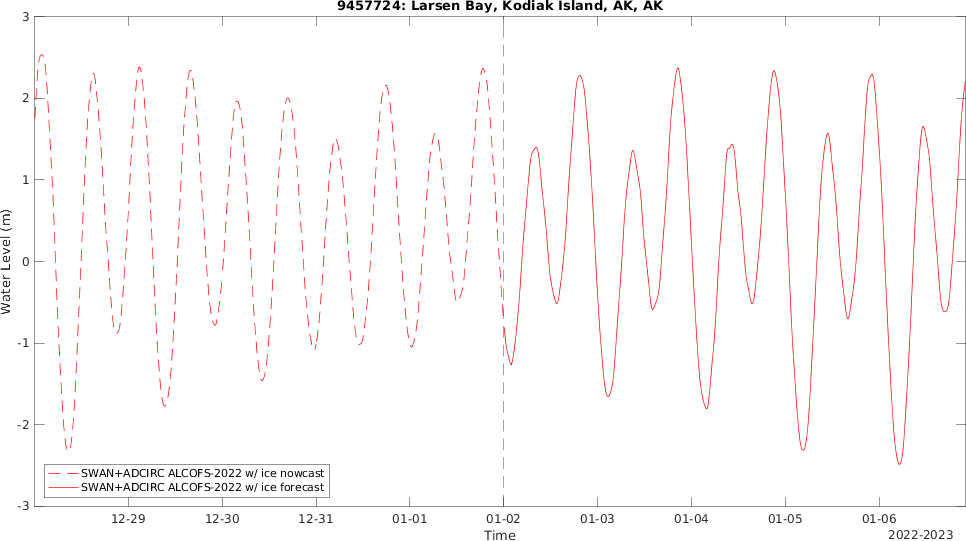 9457724: Larsen Bay, Kodiak Island, AK, AK
3
2
1
0
-1
-2
-3
Water Level (m)
SWAN+ADCIRC ALCOFS-2022 w/ ice nowcast
SWAN+ADCIRC ALCOFS-2022 w/ ice forecast
12-29 12-30 12-31 01-01 01-02 01-03 01-04 01-05 01-06
Time
2022-2023